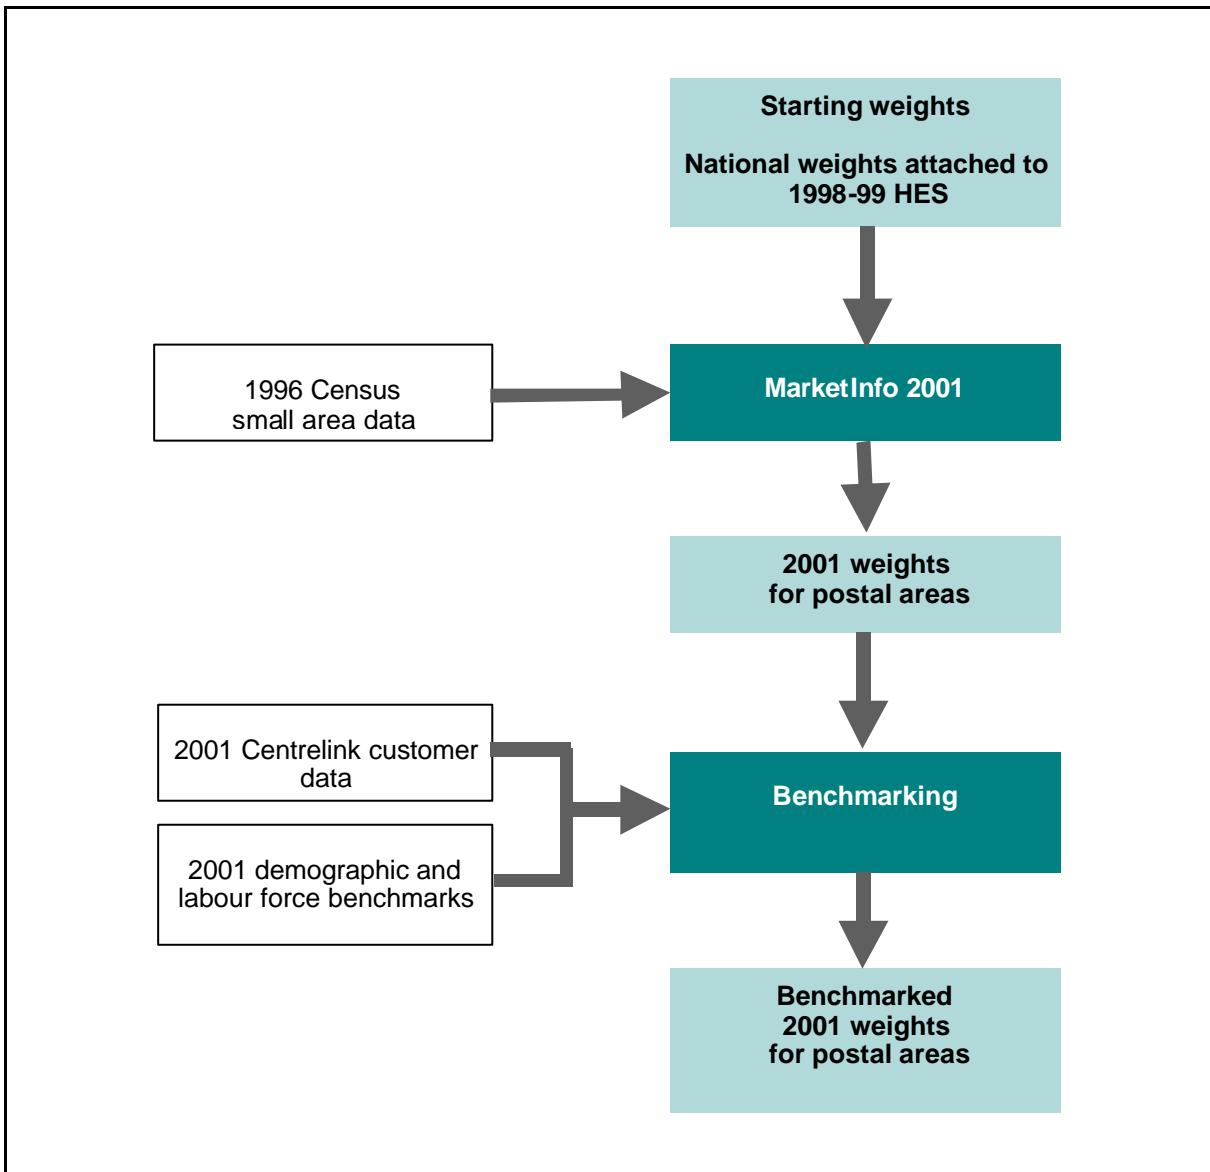 Starting weights
National weights attached to
1998-99 HES
1996 Census
small area data
MarketInfo 2001
2001 weights
for postal areas
2001 Centrelink customer
data
Benchmarking
2001 demographic and
labour force benchmarks
Benchmarked
2001 weights
for postal areas